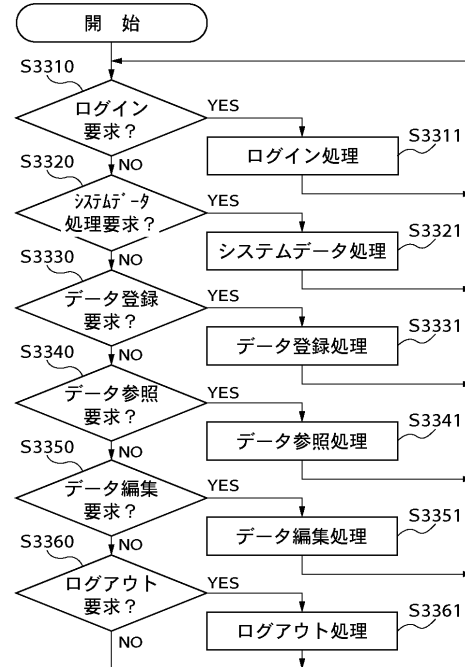 開　始
S3310
ログイン
要求？
YES
ログイン処理
S3311
NO
S3320
ｼｽﾃﾑﾃﾞｰﾀ
処理要求？
YES
システムデータ処理
S3321
NO
S3330
データ登録
要求？
YES
データ登録処理
S3331
NO
S3340
データ参照
要求？
YES
データ参照処理
S3341
NO
S3350
データ編集
要求？
YES
データ編集処理
S3351
NO
S3360
ログアウト
要求？
YES
ログアウト処理
S3361
NO